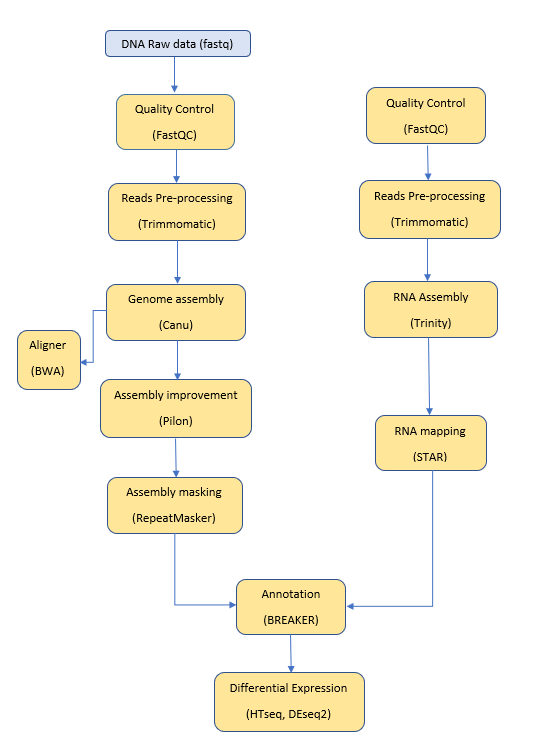 DNA Raw data (fastq)
Quality Control
(FastQC)
Reads Pre-processing
(Trimmomatic)
Genome assembly
(Canu)
Aligner
(BWA)
Assembly improvement
(Pilon)
Assembly masking
(RepeatMasker)
Quality Control
(FastQC)
Reads Pre-processing
(Trimmomatic)
RNA Assembly
(Trinity)
RNA mapping
(STAR)
Annotation
(BREAKER)
Differential Expression
(HTseq, DEseq2)